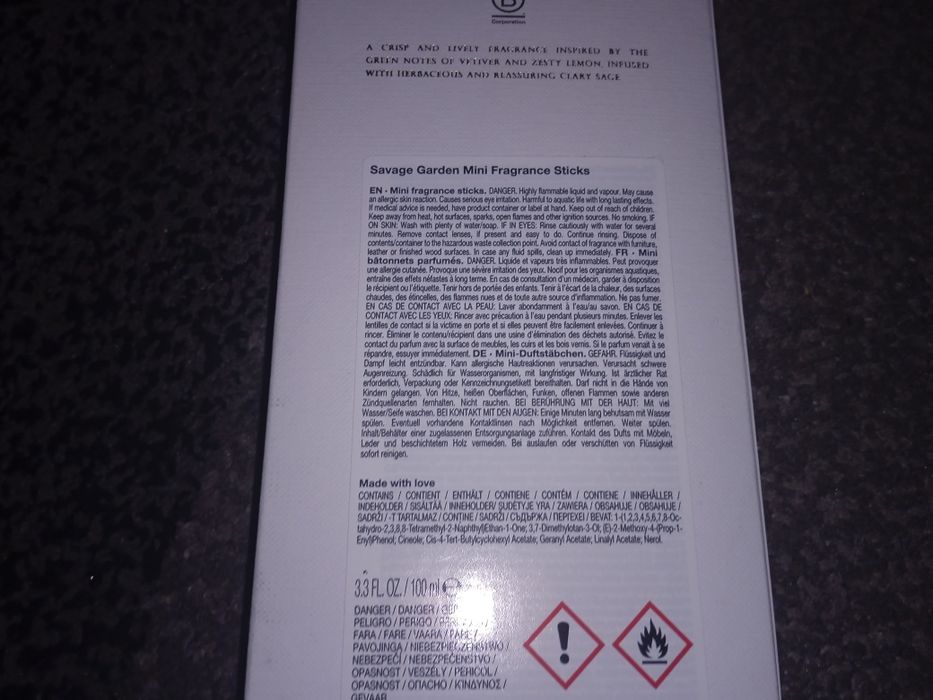 B
Corporation
A CRISP AND LIVELY FRAGRANCE INSPIRED BY THE
GREEN NOTES OF VETIVER AND ZESTY LEMON, INFUSED
WITH HERBACEOUS AND REASSURING CLARY SAGE
Savage Garden Mini Fragrance Sticks
EN · Mini fragrance sticks. DANGER. Highly flammable liquid and vapour. May cause
an allergic skin reaction. Causes serious eye irritation. Harmful to aquatic life with long lasting effects.
If medical advice is needed, have product container or label at hand. Keep out of reach of children.
Keep away from heat, hot surfaces, sparks, open flames and other ignition sources. No smoking. IF
ON SKIN: Wash with plenty of water/soap. IF IN EYES: Rinse cautiously with water for several
minutes. Remove contact lenses, if present and easy to do. Continue rinsing. Dispose of
contents/container to the hazardous waste collection point. Avoid contact of fragrance with furniture,
leather or finished wood surfaces. In case any fluid spills, clean up immediately. FR · Mini
bâtonnets parfumés. DANGER. Liquide et vapeurs très inflammables. Peut provoquer
une allergie cutanée. Provoque une sévère irritation des yeux. Nocif pour les organismes aquatiques,
entraîne des effets néfastes à long terme. En cas de consultation d'un médecin, garder à disposition
le récipient ou l'étiquette. Tenir hors de portée des enfants. Tenir à l'écart de la chaleur, des surfaces
chaudes, des étincelles, des flammes nues et de toute autre source d'inflammation. Ne pas fumer.
EN CAS DE CONTACT AVEC LA PEAU: Laver abondamment à l'eau/au savon. EN CAS DE
CONTACT AVEC LES YEUX: Rincer avec précaution à l'eau pendant plusieurs minutes. Enlever les
lentilles de contact si la victime en porte et si elles peuvent être facilement enlevées. Continuer à
rincer. Éliminer le contenu/récipient dans une usine d'élimination des déchets autorisé. Evitez le
contact du parfum avec la surface de meubles, les cuirs et les bois vernis. Si le parfum venait à se
répandre, essuyer immédiatement. DE · Mini-Duftstäbchen. GEFAHR. Flüssigkeit und
Dampf leicht entzündbar. Kann allergische Hautreaktionen verursachen. Verursacht schwere
Augenreizung. Schädlich für Wasserorganismen, mit langfristiger Wirkung. Ist ärztlicher Rat
erforderlich, Verpackung oder Kennzeichnungsetikett bereithalten. Darf nicht in die Hände von
Kindern gelangen. Von Hitze, heißen Oberflächen, Funken, offenen Flammen sowie anderen
Zündquellenarten fernhalten. Nicht rauchen. BEI BERÜHRUNG MIT DER HAUT: Mit viel
Wasser/Seife waschen. BEI KONTAKT MIT DEN AUGEN: Einige Minuten lang behutsam mit Wasser
spülen. Eventuell vorhandene Kontaktlinsen nach Möglichkeit entfernen. Weiter spülen.
Inhalt/Behälter einer zugelassenen Entsorgungsanlage zuführen. Kontakt des Dufts mit Möbeln,
Leder und beschichtetem Holz vermeiden. Bei auslaufen oder verschütten von Flüssigkeit
sofort reinigen.
Made with love
CONTAINS / CONTIENT / ENTHÄLT / CONTIENE / CONTÉM / CONTIENE / INNEHÅLLER /
INDEHOLDER / SISÄLTÄÄ / INNEHOLDER/ SUDĖTYJE YRA / ZAWIERA / OBSAHUJE / OBSAHUJE /
SADRŽI / -T TARTALMAZ / CONȚINE / SADRŽI / СЪДЪРЖА / ΠΕΡΙΕΧΕΙ / BEVAT: 1-(1,2,3,4,5,6,7,8-Oc-
tahydro-2,3,8,8-Tetramethyl-2-Naphthyl)Ethan-1-One; 3,7-Dimethylotan-3-Ol; (E)-2-Methoxy-4-(Prop-1-
Enyl)Phenol; Cineole; Cis-4-Tert-Butylcyclohexyl Acetate; Geranyl Acetate; Linalyl Acetate; Nerol.
3.3 FL. OZ. / 100 ml ℮
DANGER / DANGER /
PELIGRO / PERIGO /
FARA / FARE / VAARA /
PAVOJINGA / NIEBEZPIECZEŃSTWO /
NEBEZPEČÍ / NEBEZPEČENSTVO /
OPASNOST / VESZÉLY / PERICOL /
OPASNOST / ОПАСНО / ΚΙΝΔΥΝΟΣ /
GEVAAR